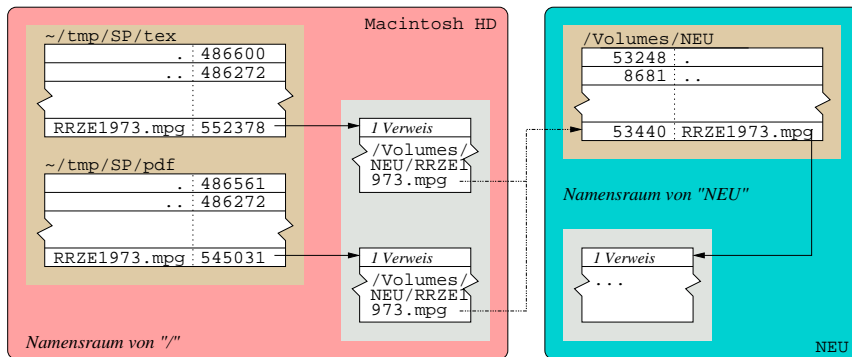 Macintosh HD
~/tmp/SP/tex
. 486600
.. 486272
RRZE1973.mpg 552378
~/tmp/SP/pdf
. 486561
.. 486272
RRZE1973.mpg 545031
1 Verweis
/Volumes/
NEU/RRZE1
973.mpg
1 Verweis
/Volumes/
NEU/RRZE1
973.mpg
Namensraum von "/"
/Volumes/NEU
53248 .
8681 ..
53440 RRZE1973.mpg
Namensraum von "NEU"
1 Verweis
...
NEU